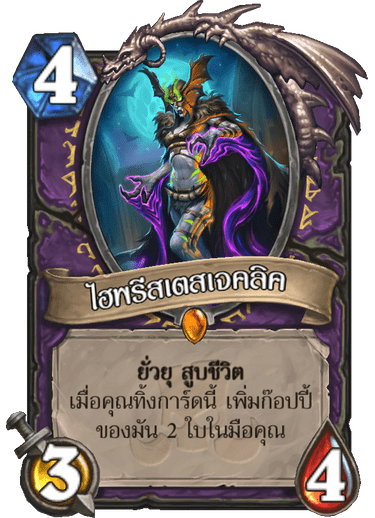 4
ไฮพรีสเตสเจคลิค
ยั่วยุ สูบชีวิต
เมื่อคุณทิ้งการ์ดนี้ เพิ่มก๊อปปี้
ของมัน 2 ใบในมือคุณ
3
4